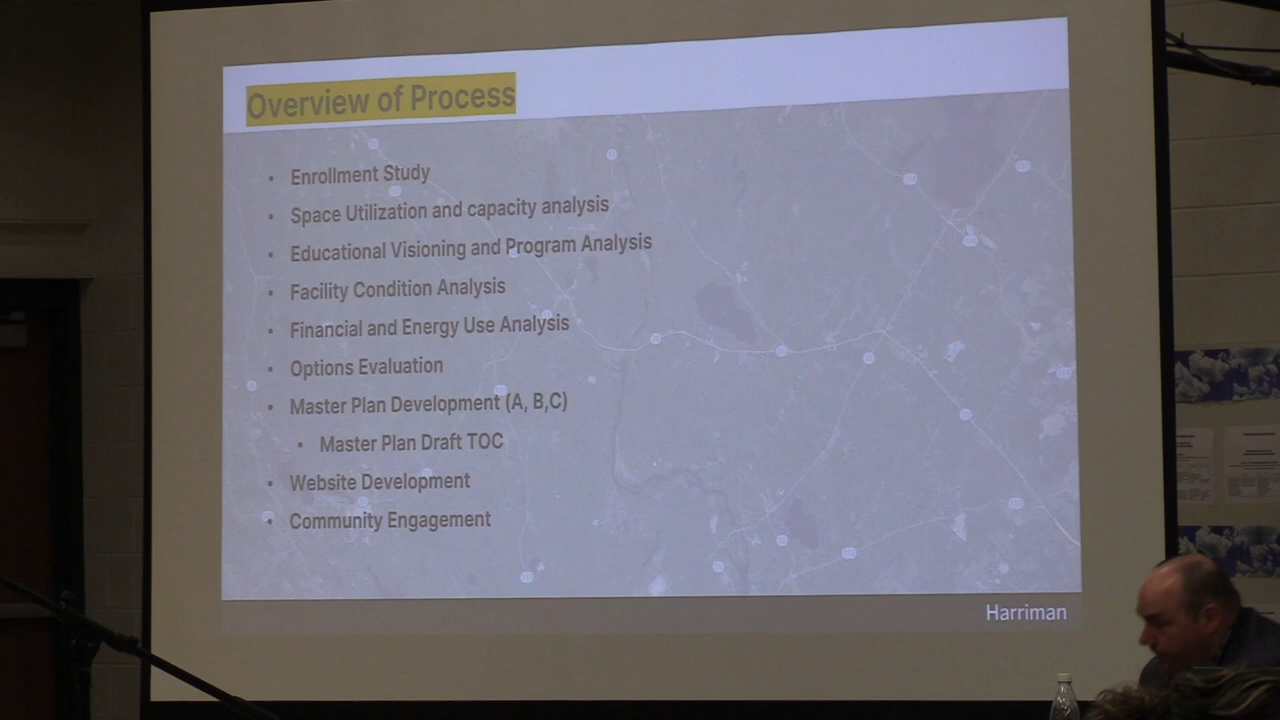 Overview of Process
• Enrollment Study
• Space Utilization and capacity analysis
• Educational Visioning and Program Analysis
• Facility Condition Analysis
• Financial and Energy Use Analysis
• Options Evaluation
• Master Plan Development (A, B,C)
• Master Plan Draft TOC
• Website Development
• Community Engagement
Harriman